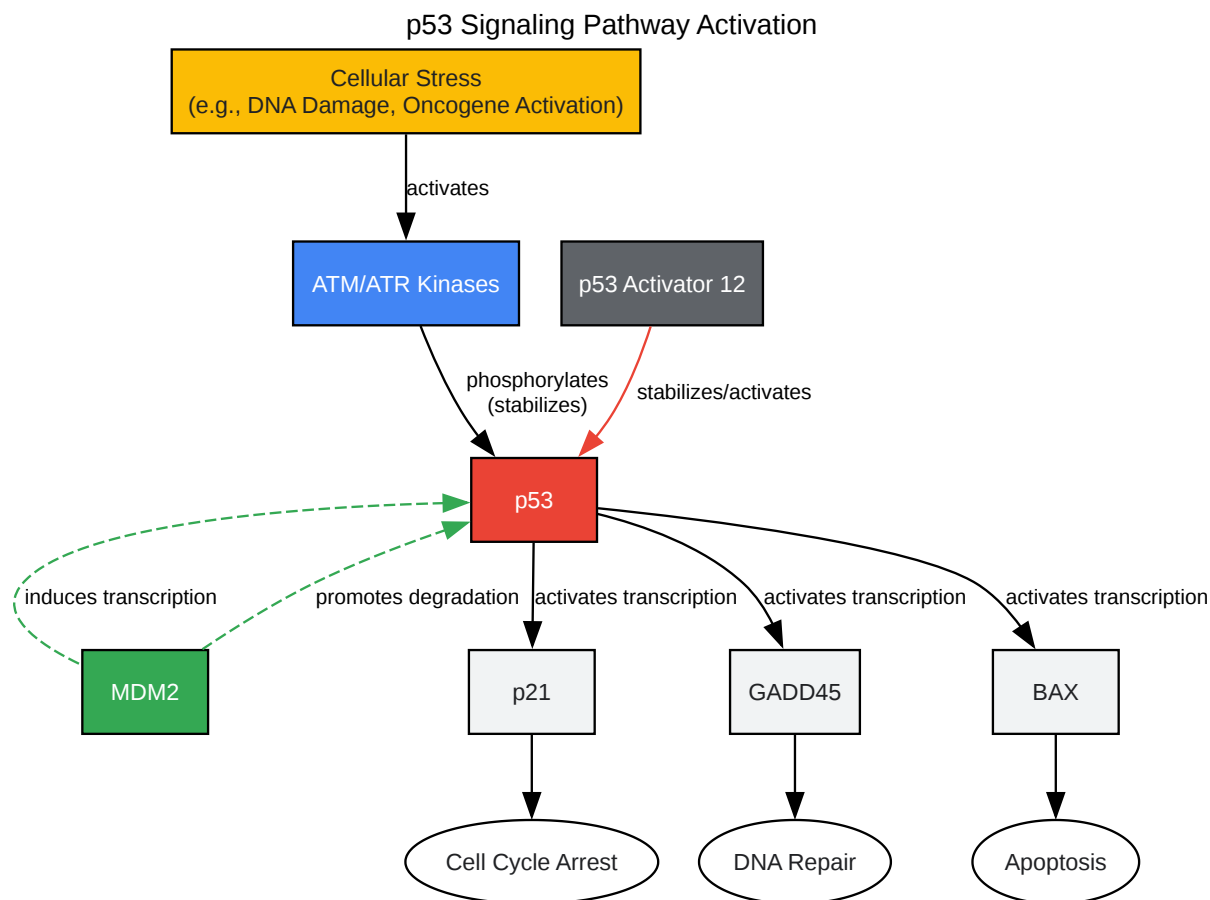 p53 Signaling Pathway Activation
Cellular Stress
(e.g., DNA Damage, Oncogene Activation)
activates
ATM/ATR Kinases
p53 Activator 12
phosphorylates
(stabilizes)
stabilizes/activates
p53
induces transcription
promotes degradation
activates transcription
activates transcription
activates transcription
MDM2
p21
GADD45
BAX
Cell Cycle Arrest
DNA Repair
Apoptosis